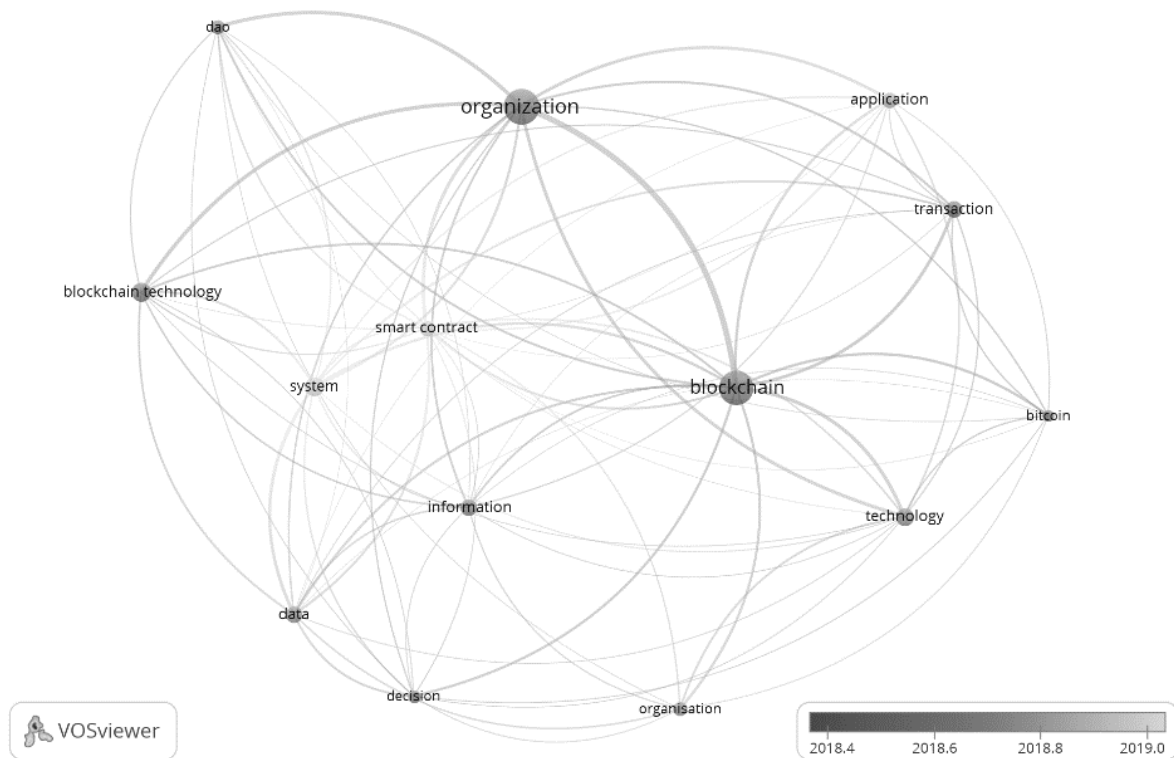 dao
organization
application
transaction
blockchain technology
smart contract
system
blockchain
bitcoin
information
technology
data
decision
organisation
VOSviewer
2018.4 2018.6 2018.8 2019.0